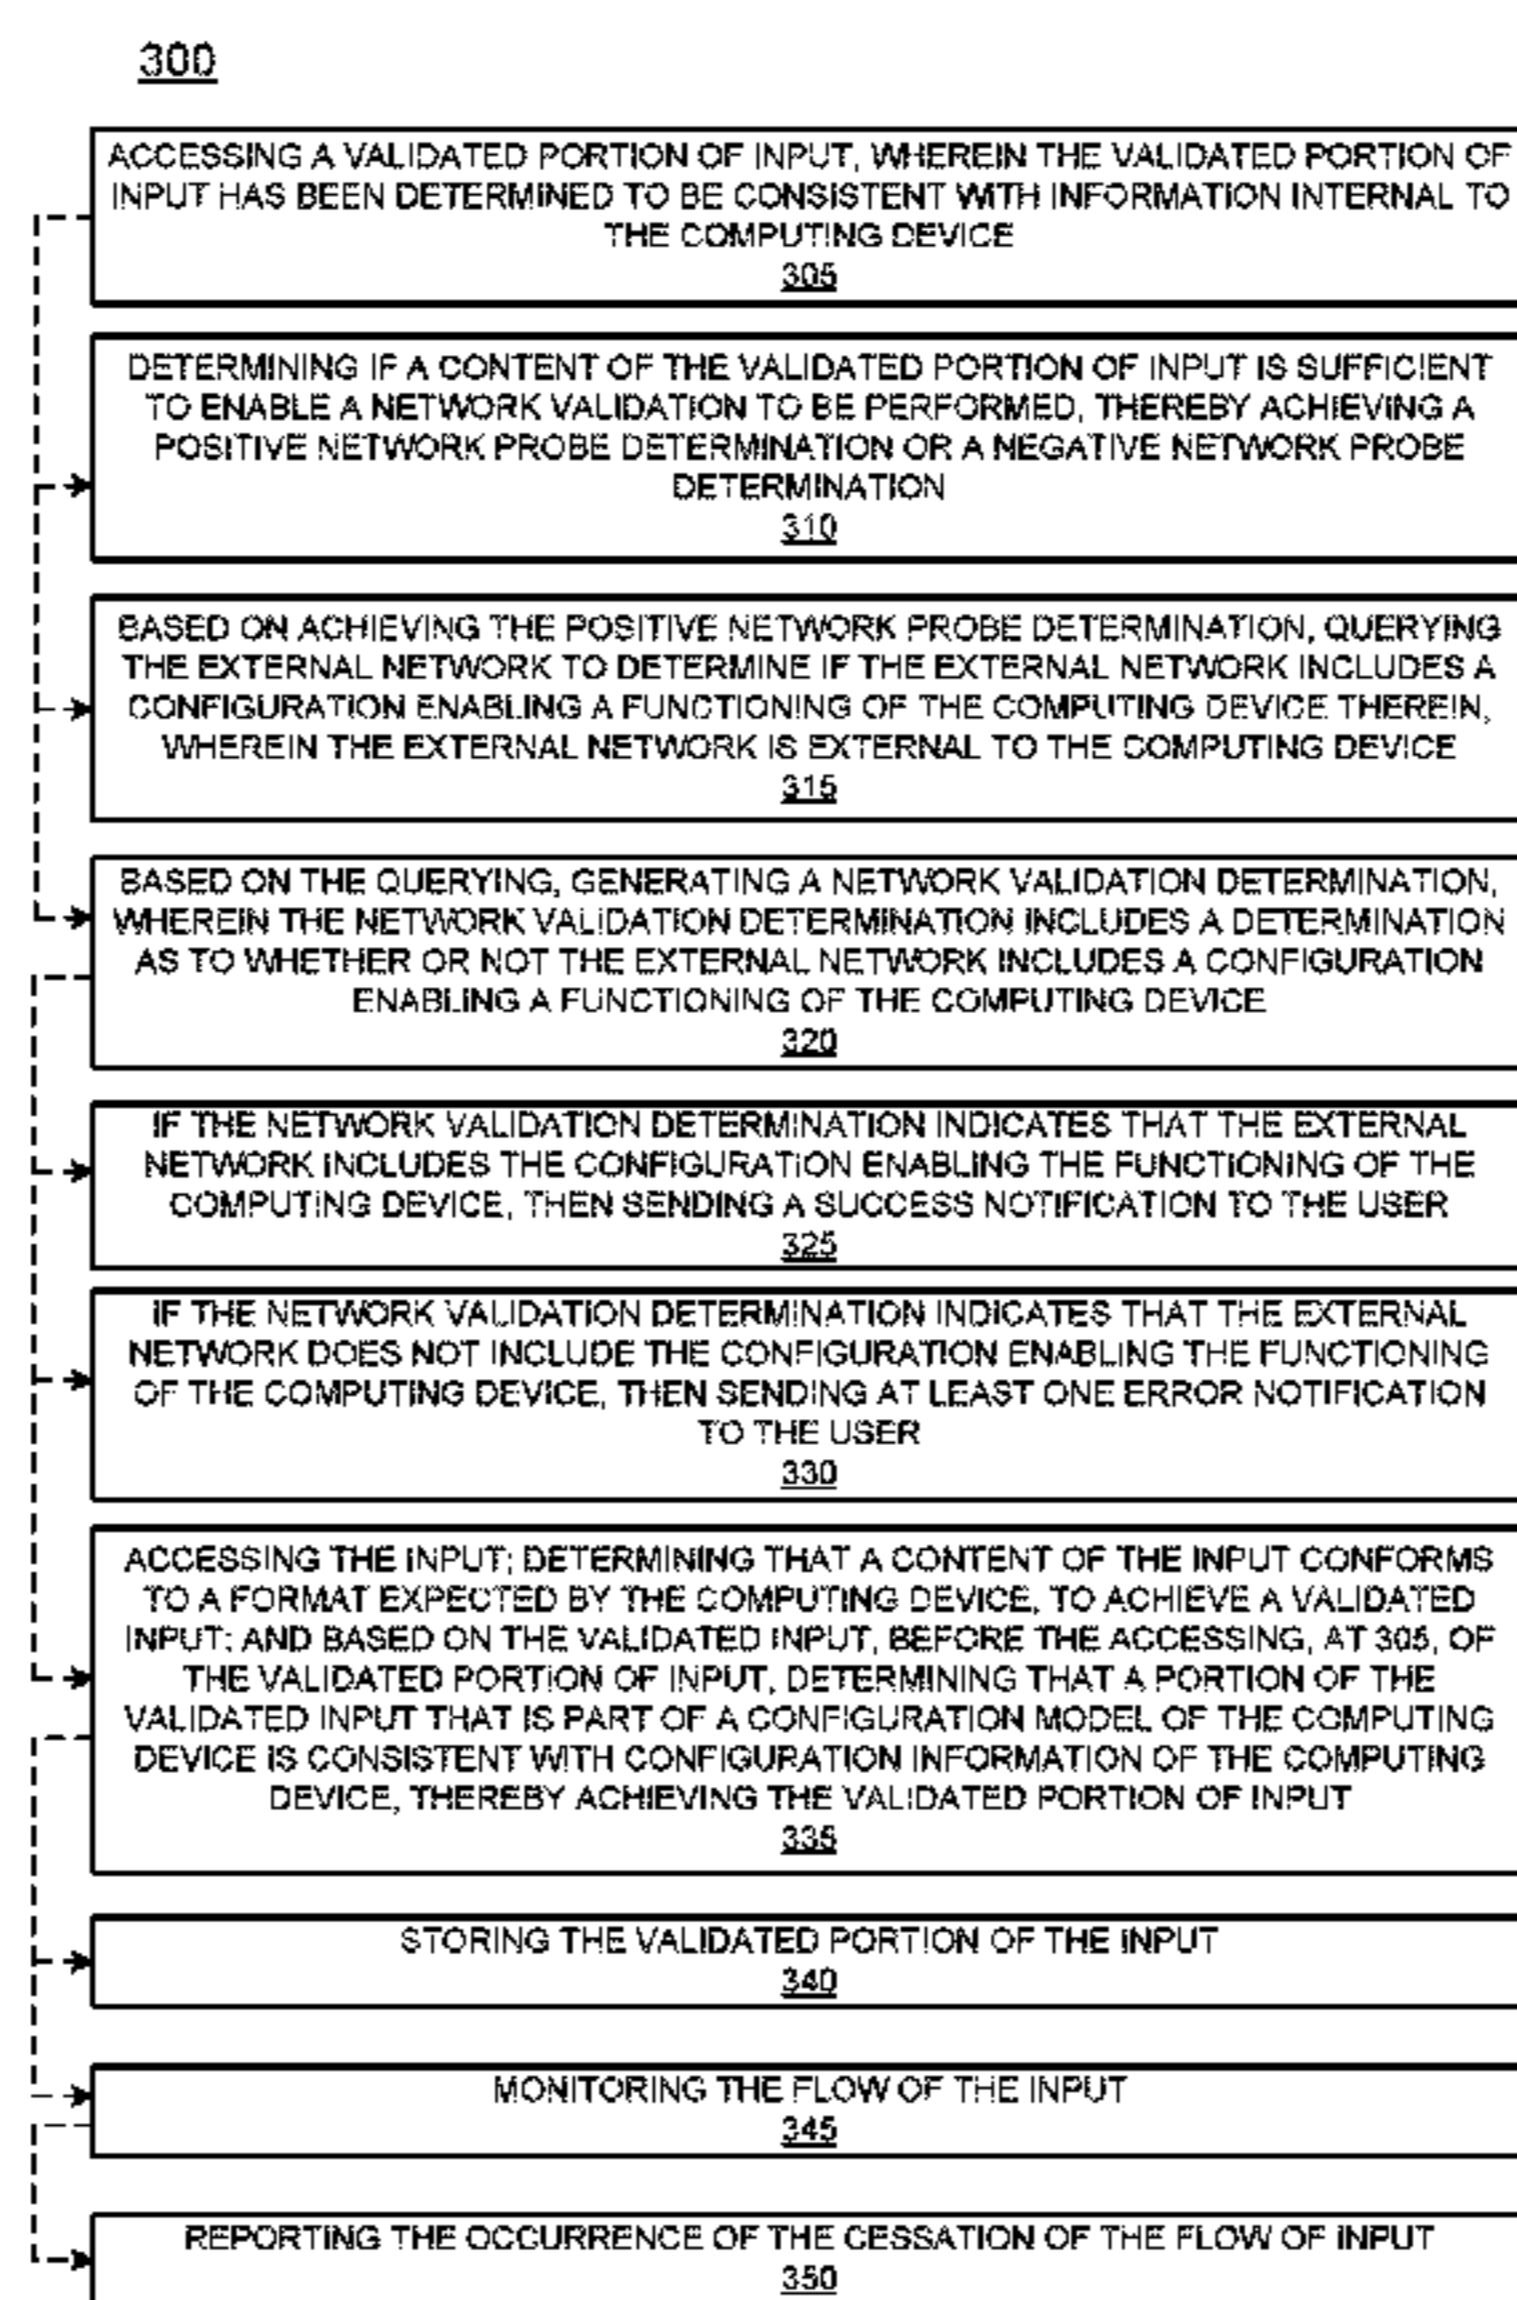 300
ACCESSING A VALIDATED PORTION OF INPUT, WHEREIN THE VALIDATED PORTION OF
INPUT HAS BEEN DETERMINED TO BE CONSISTENT WITH INFORMATION INTERNAL TO
THE COMPUTING DEVICE
305
DETERMINING IF A CONTENT OF THE VALIDATED PORTION OF INPUT IS SUFFICIENT
TO ENABLE A NETWORK VALIDATION TO BE PERFORMED, THEREBY ACHIEVING A
POSITIVE NETWORK PROBE DETERMINATION OR A NEGATIVE NETWORK PROBE
DETERMINATION
310
BASED ON ACHIEVING THE POSITIVE NETWORK PROBE DETERMINATION, QUERYING
THE EXTERNAL NETWORK TO DETERMINE IF THE EXTERNAL NETWORK INCLUDES A
CONFIGURATION ENABLING A FUNCTIONING OF THE COMPUTING DEVICE THEREIN,
WHEREIN THE EXTERNAL NETWORK IS EXTERNAL TO THE COMPUTING DEVICE
315
BASED ON THE QUERYING, GENERATING A NETWORK VALIDATION DETERMINATION,
WHEREIN THE NETWORK VALIDATION DETERMINATION INCLUDES A DETERMINATION
AS TO WHETHER OR NOT THE EXTERNAL NETWORK INCLUDES A CONFIGURATION
ENABLING A FUNCTIONING OF THE COMPUTING DEVICE
320
IF THE NETWORK VALIDATION DETERMINATION INDICATES THAT THE EXTERNAL
NETWORK INCLUDES THE CONFIGURATION ENABLING THE FUNCTIONING OF THE
COMPUTING DEVICE, THEN SENDING A SUCCESS NOTIFICATION TO THE USER
325
IF THE NETWORK VALIDATION DETERMINATION INDICATES THAT THE EXTERNAL
NETWORK DOES NOT INCLUDE THE CONFIGURATION ENABLING THE FUNCTIONING
OF THE COMPUTING DEVICE, THEN SENDING AT LEAST ONE ERROR NOTIFICATION
TO THE USER
330
ACCESSING THE INPUT; DETERMINING THAT A CONTENT OF THE INPUT CONFORMS
TO A FORMAT EXPECTED BY THE COMPUTING DEVICE, TO ACHIEVE A VALIDATED
INPUT; AND BASED ON THE VALIDATED INPUT, BEFORE THE ACCESSING, AT 305, OF
THE VALIDATED PORTION OF INPUT, DETERMINING THAT A PORTION OF THE
VALIDATED INPUT THAT IS PART OF A CONFIGURATION MODEL OF THE COMPUTING
DEVICE IS CONSISTENT WITH CONFIGURATION INFORMATION OF THE COMPUTING
DEVICE, THEREBY ACHIEVING THE VALIDATED PORTION OF INPUT
335
STORING THE VALIDATED PORTION OF THE INPUT
340
MONITORING THE FLOW OF THE INPUT
345
REPORTING THE OCCURRENCE OF THE CESSATION OF THE FLOW OF INPUT
350